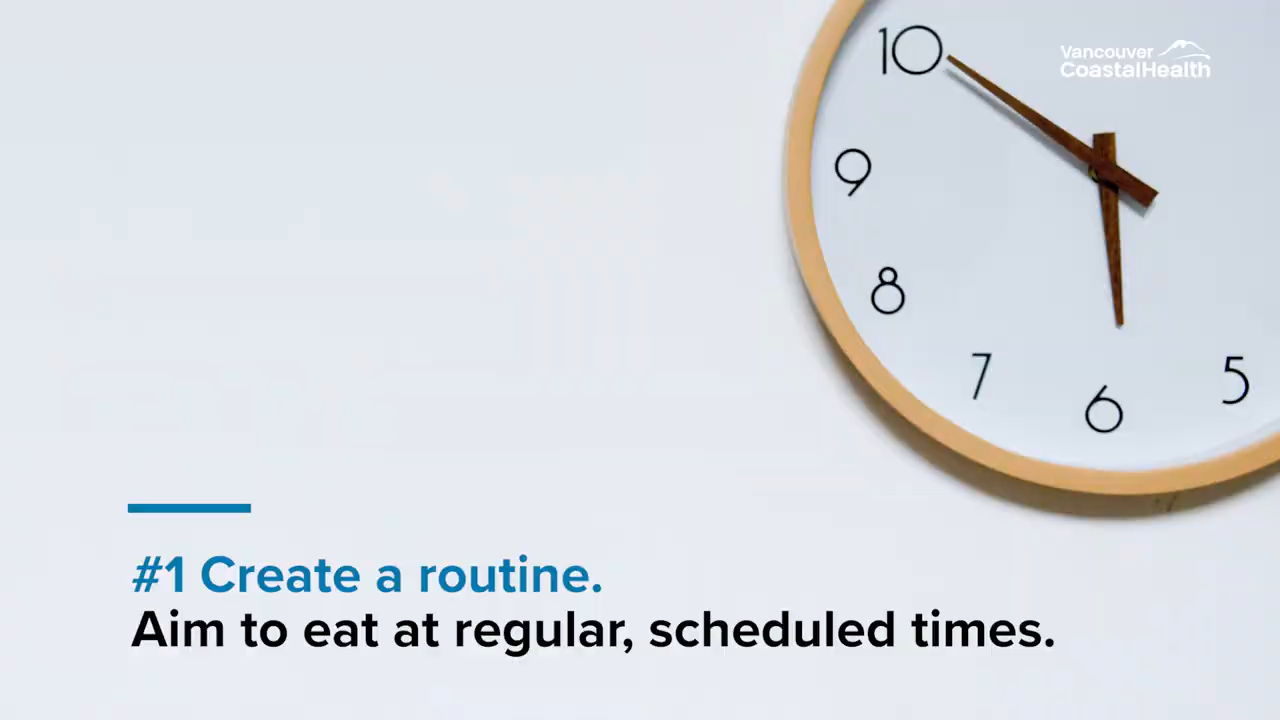 Vancouver
CoastalHealth
10
9
8
7
6
5
#1 Create a routine.
Aim to eat at regular, scheduled times.